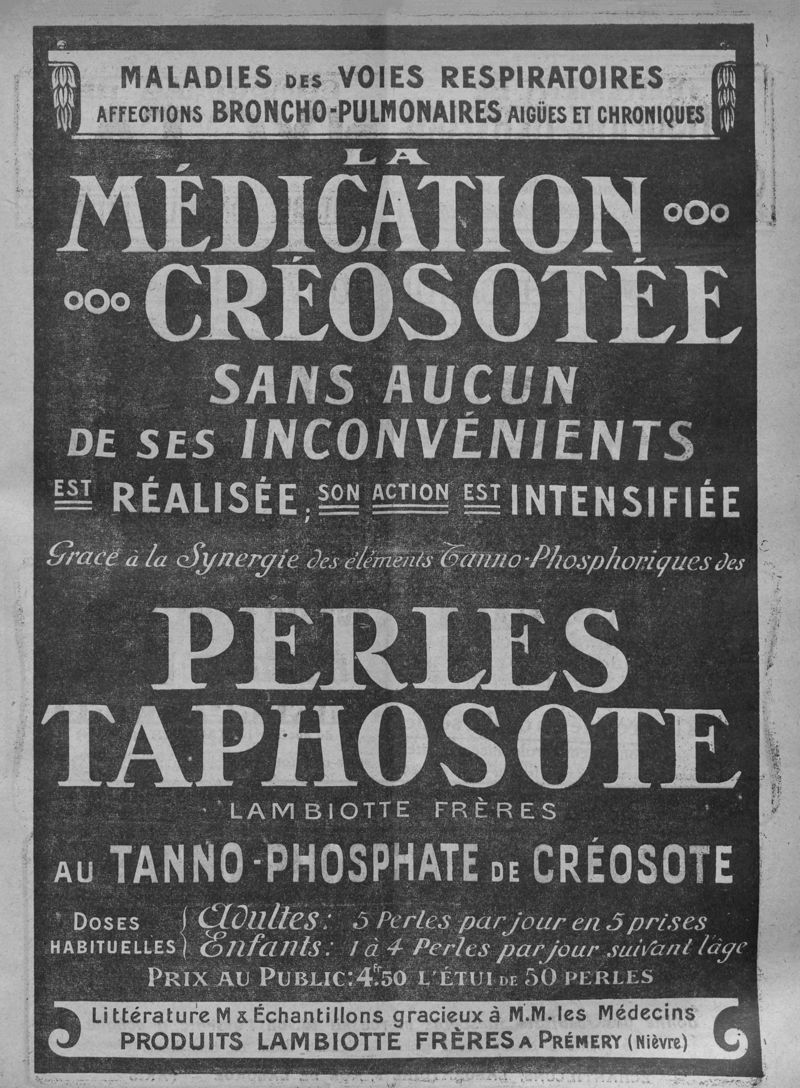 MALADIES DES VOIES RESPIRATOIRES
AFFECTIONS BRONCHO-PULMONAIRES AIGÜES ET CHRONIQUES
LA
MÉDICATION
CRÉOSOTÉE
SANS AUCUN
DE SES INCONVÉNIENTS
EST RÉALISÉE; SON ACTION EST INTENSIFIÉE
Grace à la Synergie des éléments Tanno-Phosphoriques des
PERLES
TAPHOSOTE
LAMBIOTTE FRÈRES
AU TANNO-PHOSPHATE DE CRÉOSOTE
DOSES HABITUELLES
Adultes: 5 Perles par jour en 5 prises
Enfants: 1 à 4 Perles par jour suivant l'âge
PRIX AU PUBLIC: 4fr.50 L'ÉTUI DE 50 PERLES
Littérature M & Échantillons gracieux à M.M. les Médecins
PRODUITS LAMBIOTTE FRÈRES A PRÉMERY (Nièvre)